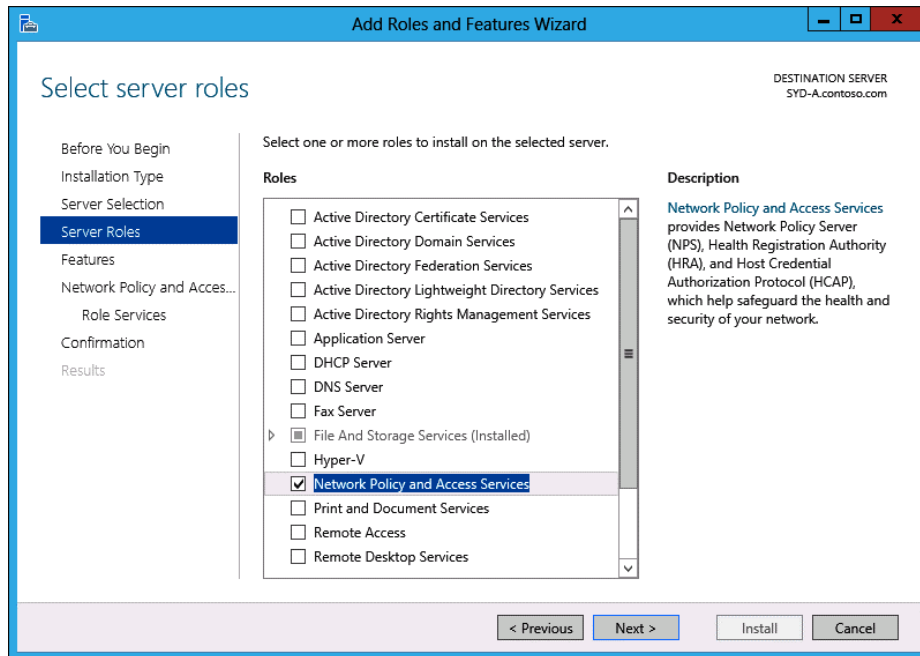 Add Roles and Features Wizard
Select server roles
DESTINATION SERVER
SYD-A.contoso.com
Before You Begin
Installation Type
Server Selection
Server Roles
Features
Network Policy and Acces...
Role Services
Confirmation
Results
Select one or more roles to install on the selected server.
Roles
Active Directory Certificate Services
Active Directory Domain Services
Active Directory Federation Services
Active Directory Lightweight Directory Services
Active Directory Rights Management Services
Application Server
DHCP Server
DNS Server
Fax Server
File And Storage Services (Installed)
Hyper-V
Network Policy and Access Services
Print and Document Services
Remote Access
Remote Desktop Services
Description
Network Policy and Access Services
provides Network Policy Server
(NPS), Health Registration Authority
(HRA), and Host Credential
Authorization Protocol (HCAP),
which help safeguard the health and
security of your network.
< Previous
Next >
Install
Cancel